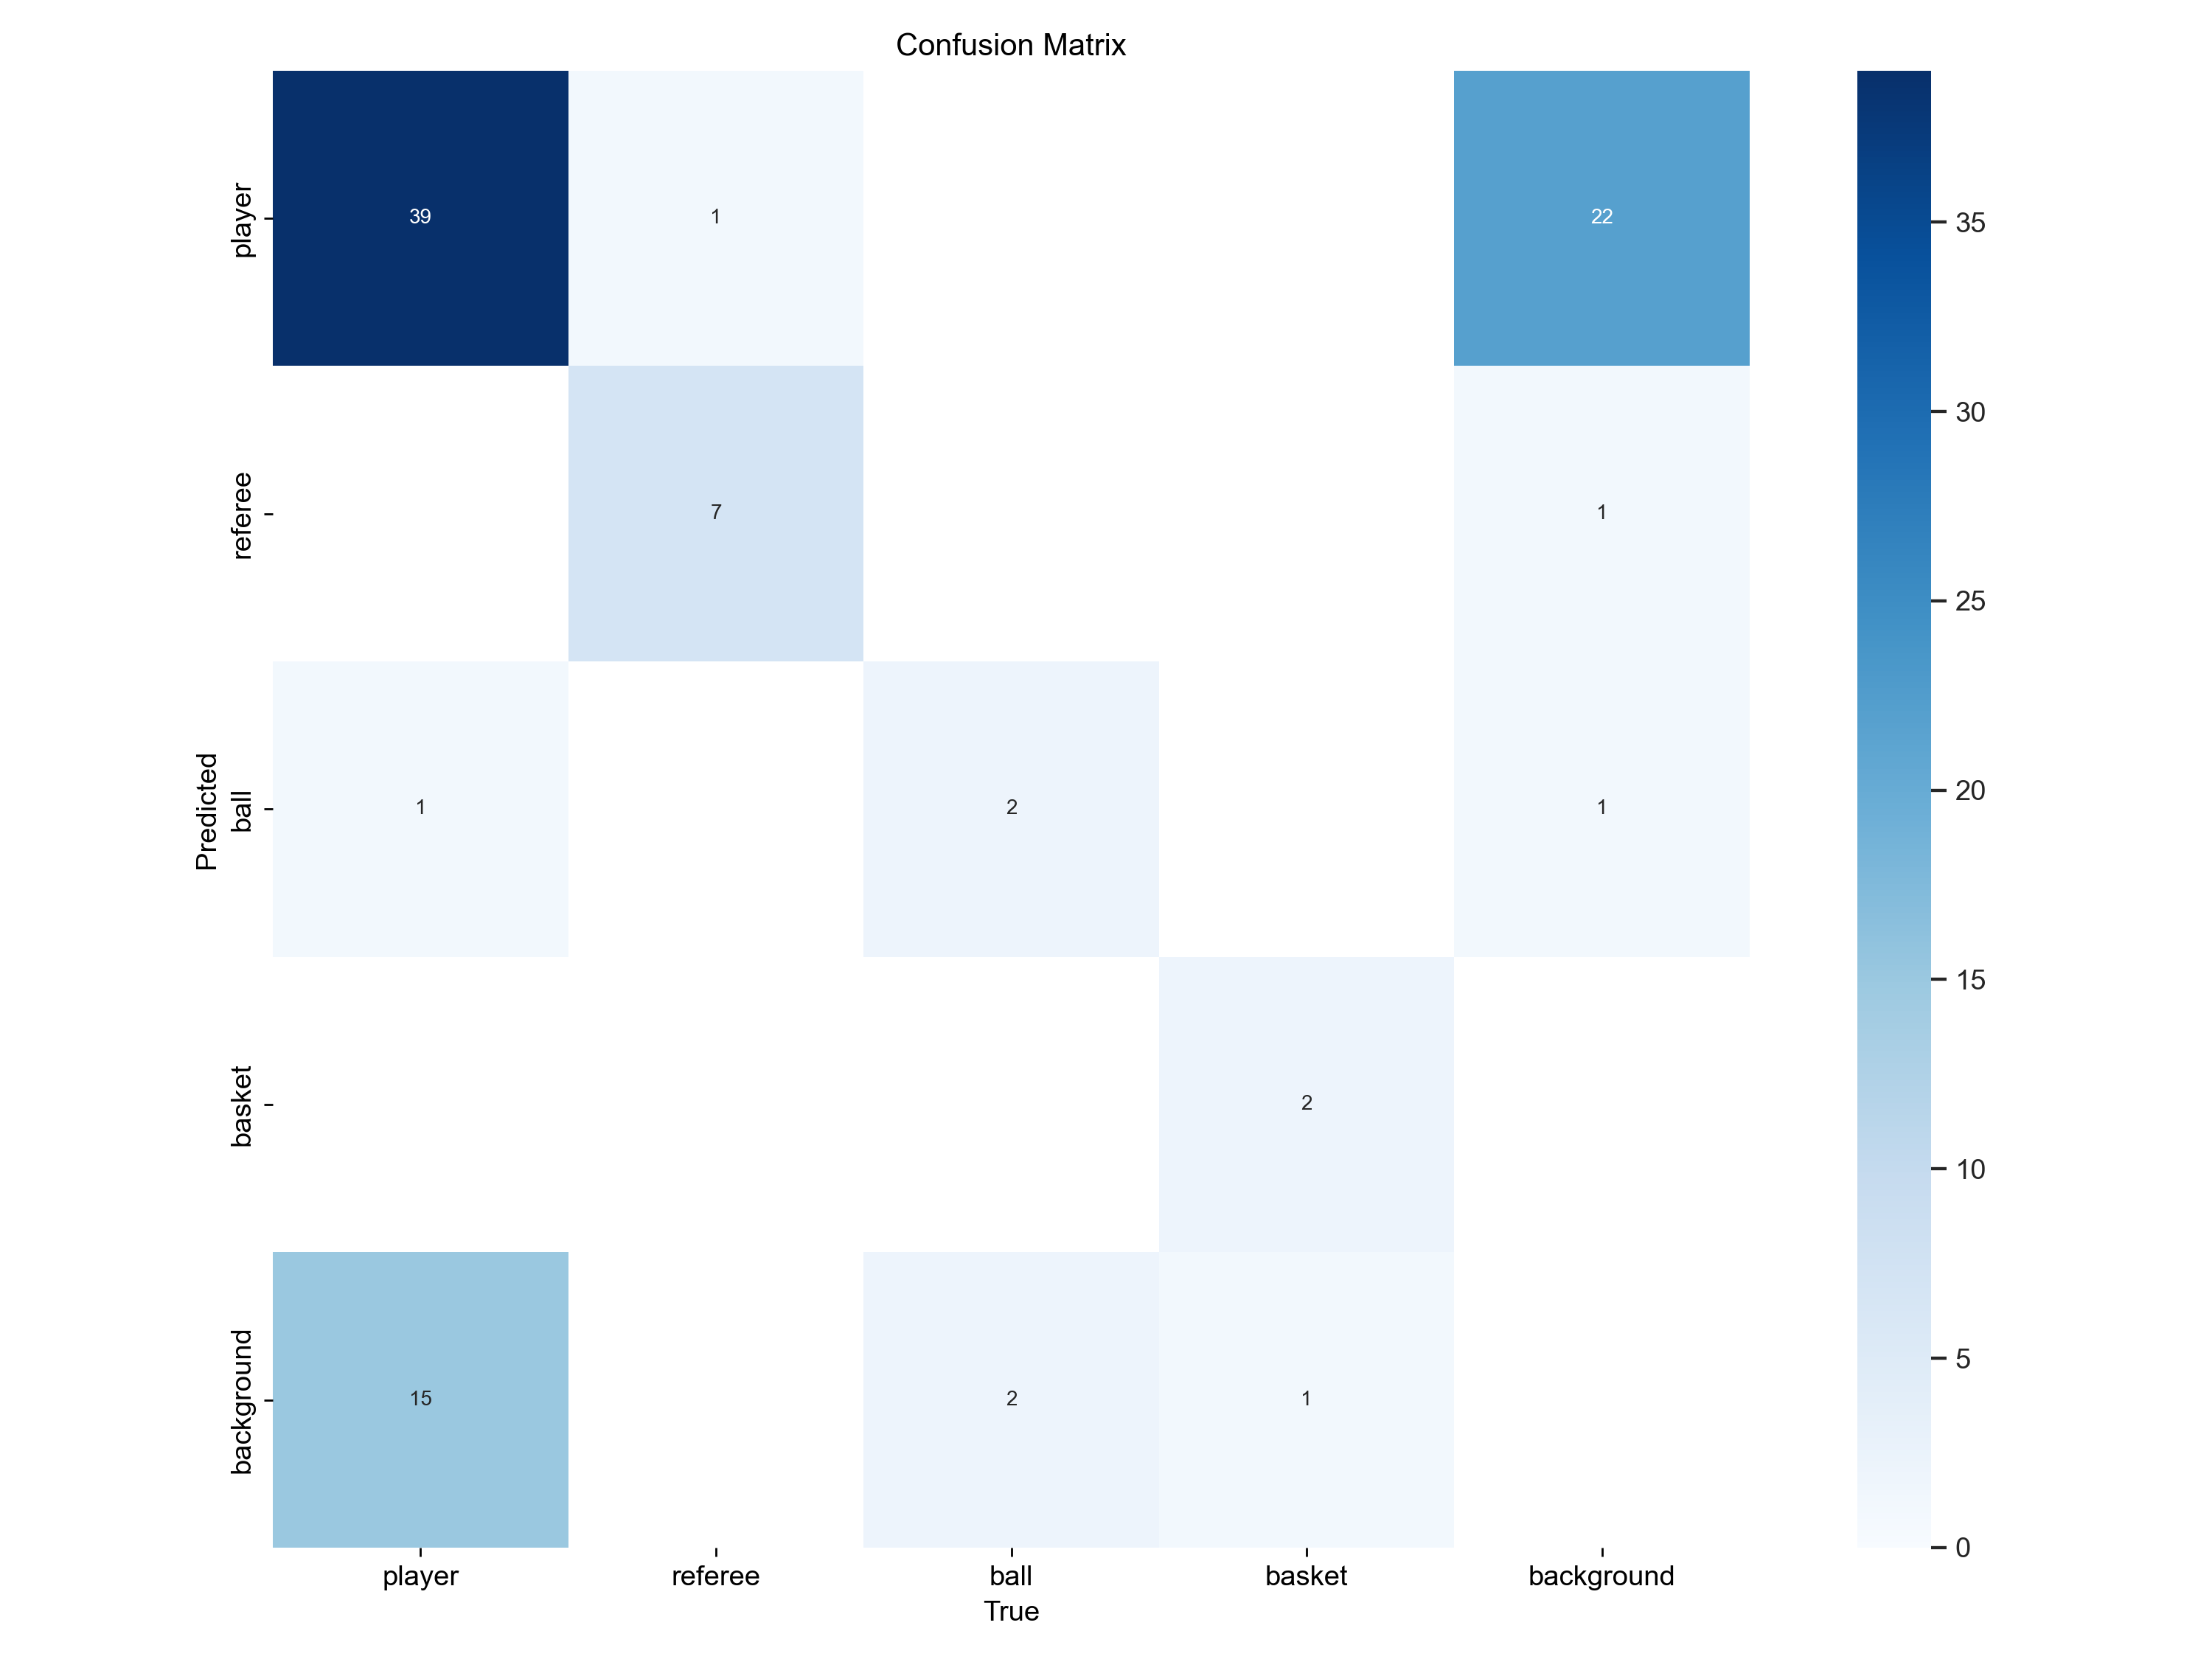 Confusion Matrix
player
39
1
22
35
30
referee
7
1
25
Predicted
ball
1
2
1
20
15
basket
2
10
5
background
15
2
1
0
player referee ball basket background
True